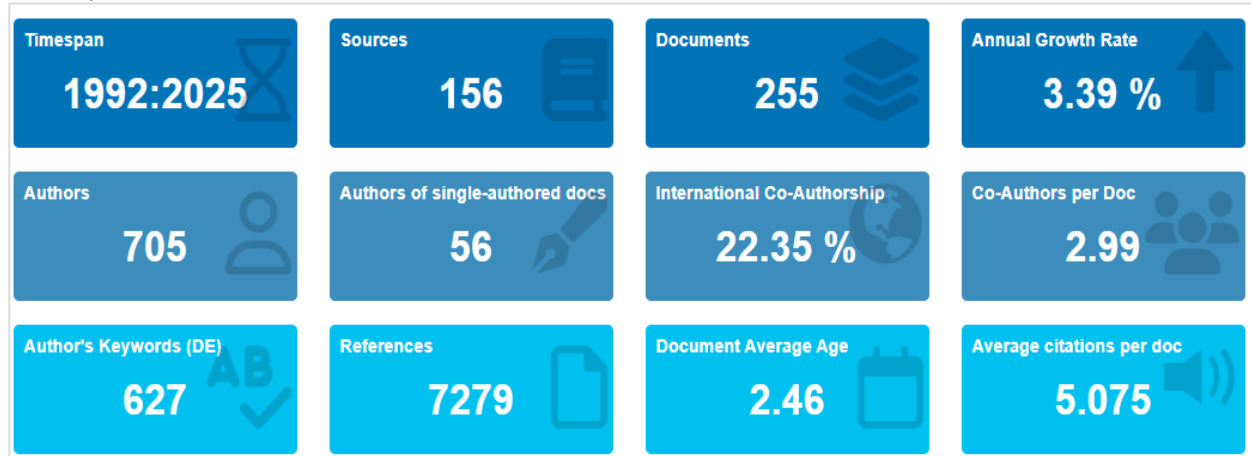 Timespan
1992:2025
Sources
156
Documents
255
Annual Growth Rate
3.39 %
Authors
705
Authors of single-authored docs
56
International Co-Authorship
22.35 %
Co-Authors per Doc
2.99
Author's Keywords (DE)
AB
627
References
7279
Document Average Age
2.46
Average citations per doc
5.075